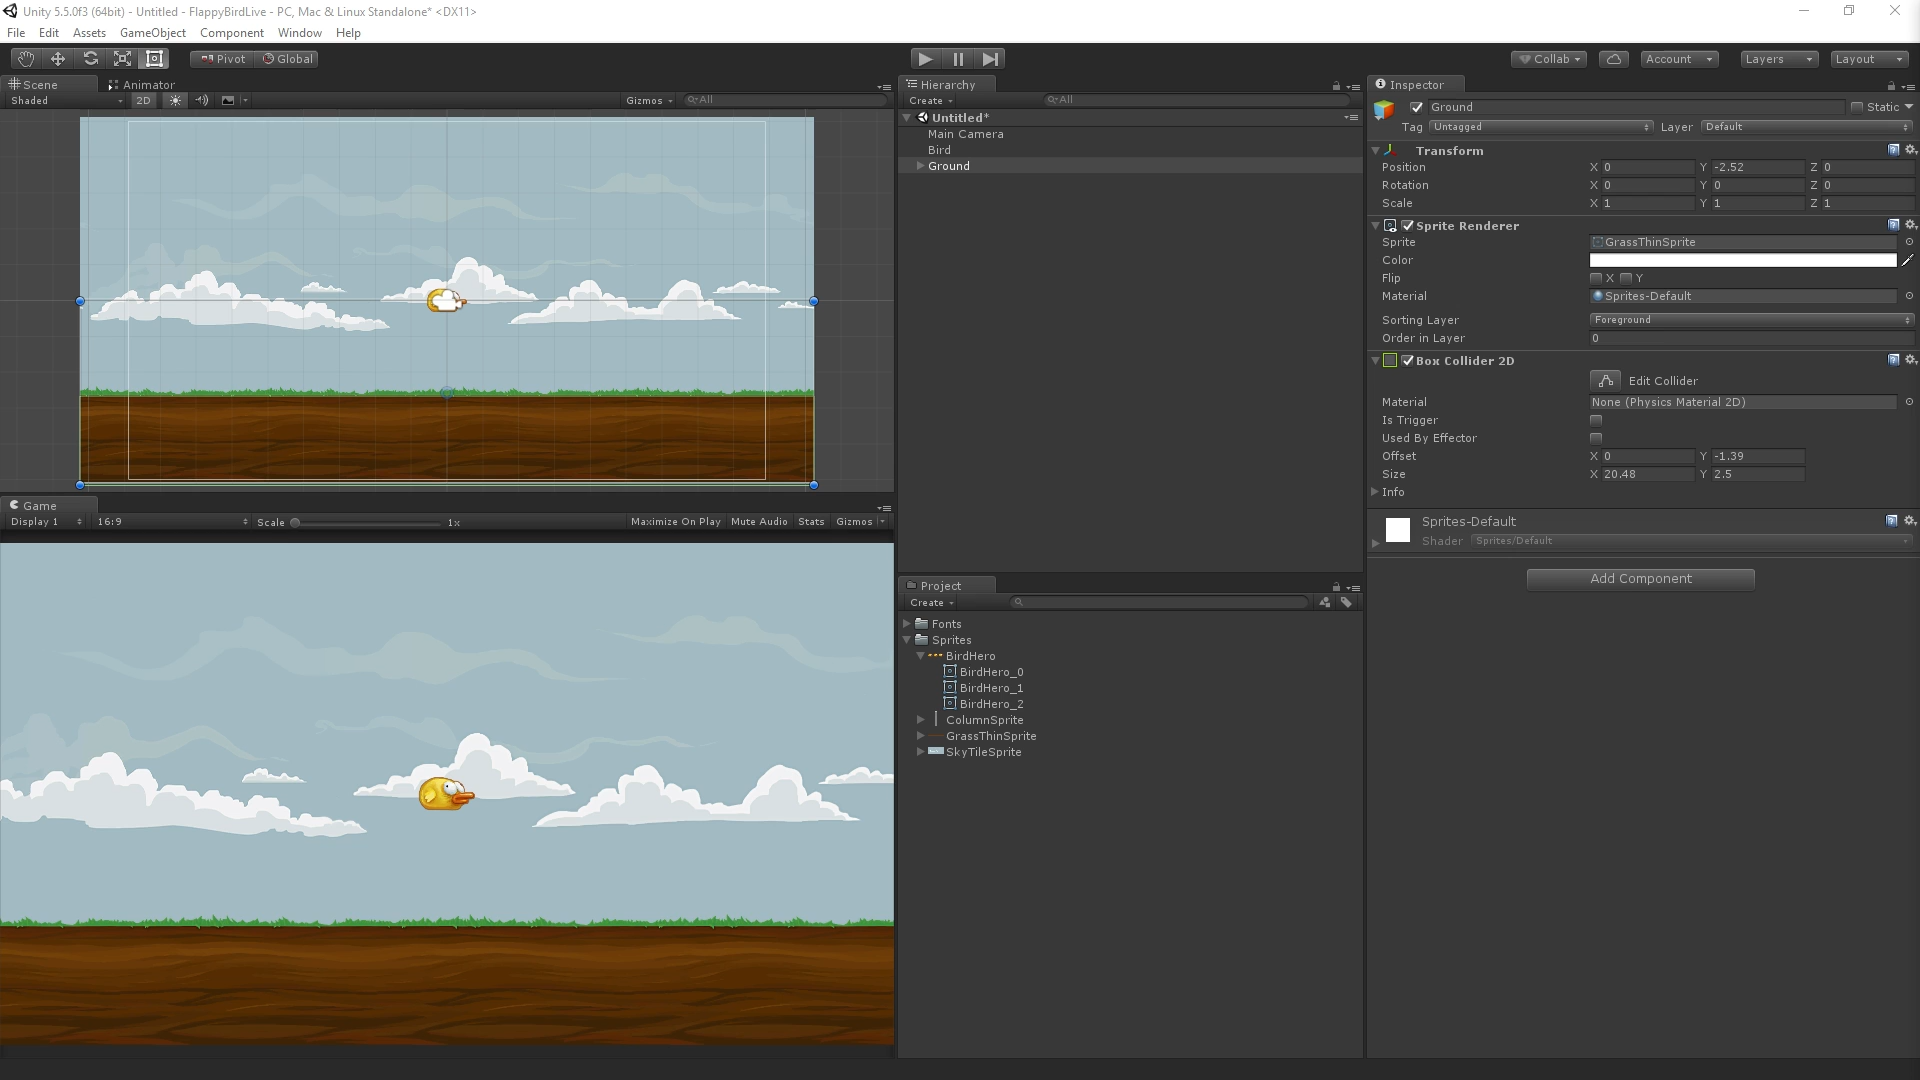 Unity 5.5.0f3 (64bit) - Untitled - FlappyBirdLive - PC, Mac & Linux Standalone* <DX11>
File Edit Assets GameObject Component Window Help
Pivot Global
Collab Account Layers Layout
Scene Animator
Shaded 2D Gizmos All
Hierarchy
Create All
Untitled*
Main Camera
Bird
Ground
Game
Display 1 16:9 Scale 1x Maximize On Play Mute Audio Stats Gizmos
Project
Create
Fonts
Sprites
BirdHero
BirdHero_0
BirdHero_1
BirdHero_2
ColumnSprite
GrassThinSprite
SkyTileSprite
Inspector
Ground Static
Tag Untagged Layer Default
Transform
Position X 0 Y -2.52 Z 0
Rotation X 0 Y 0 Z 0
Scale X 1 Y 1 Z 1
Sprite Renderer
Sprite GrassThinSprite
Color
Flip X Y
Material Sprites-Default
Sorting Layer Foreground
Order in Layer 0
Box Collider 2D
Edit Collider
Material None (Physics Material 2D)
Is Trigger
Used By Effector
Offset X 0 Y -1.39
Size X 20.48 Y 2.5
Info
Sprites-Default
Shader Sprites/Default
Add Component